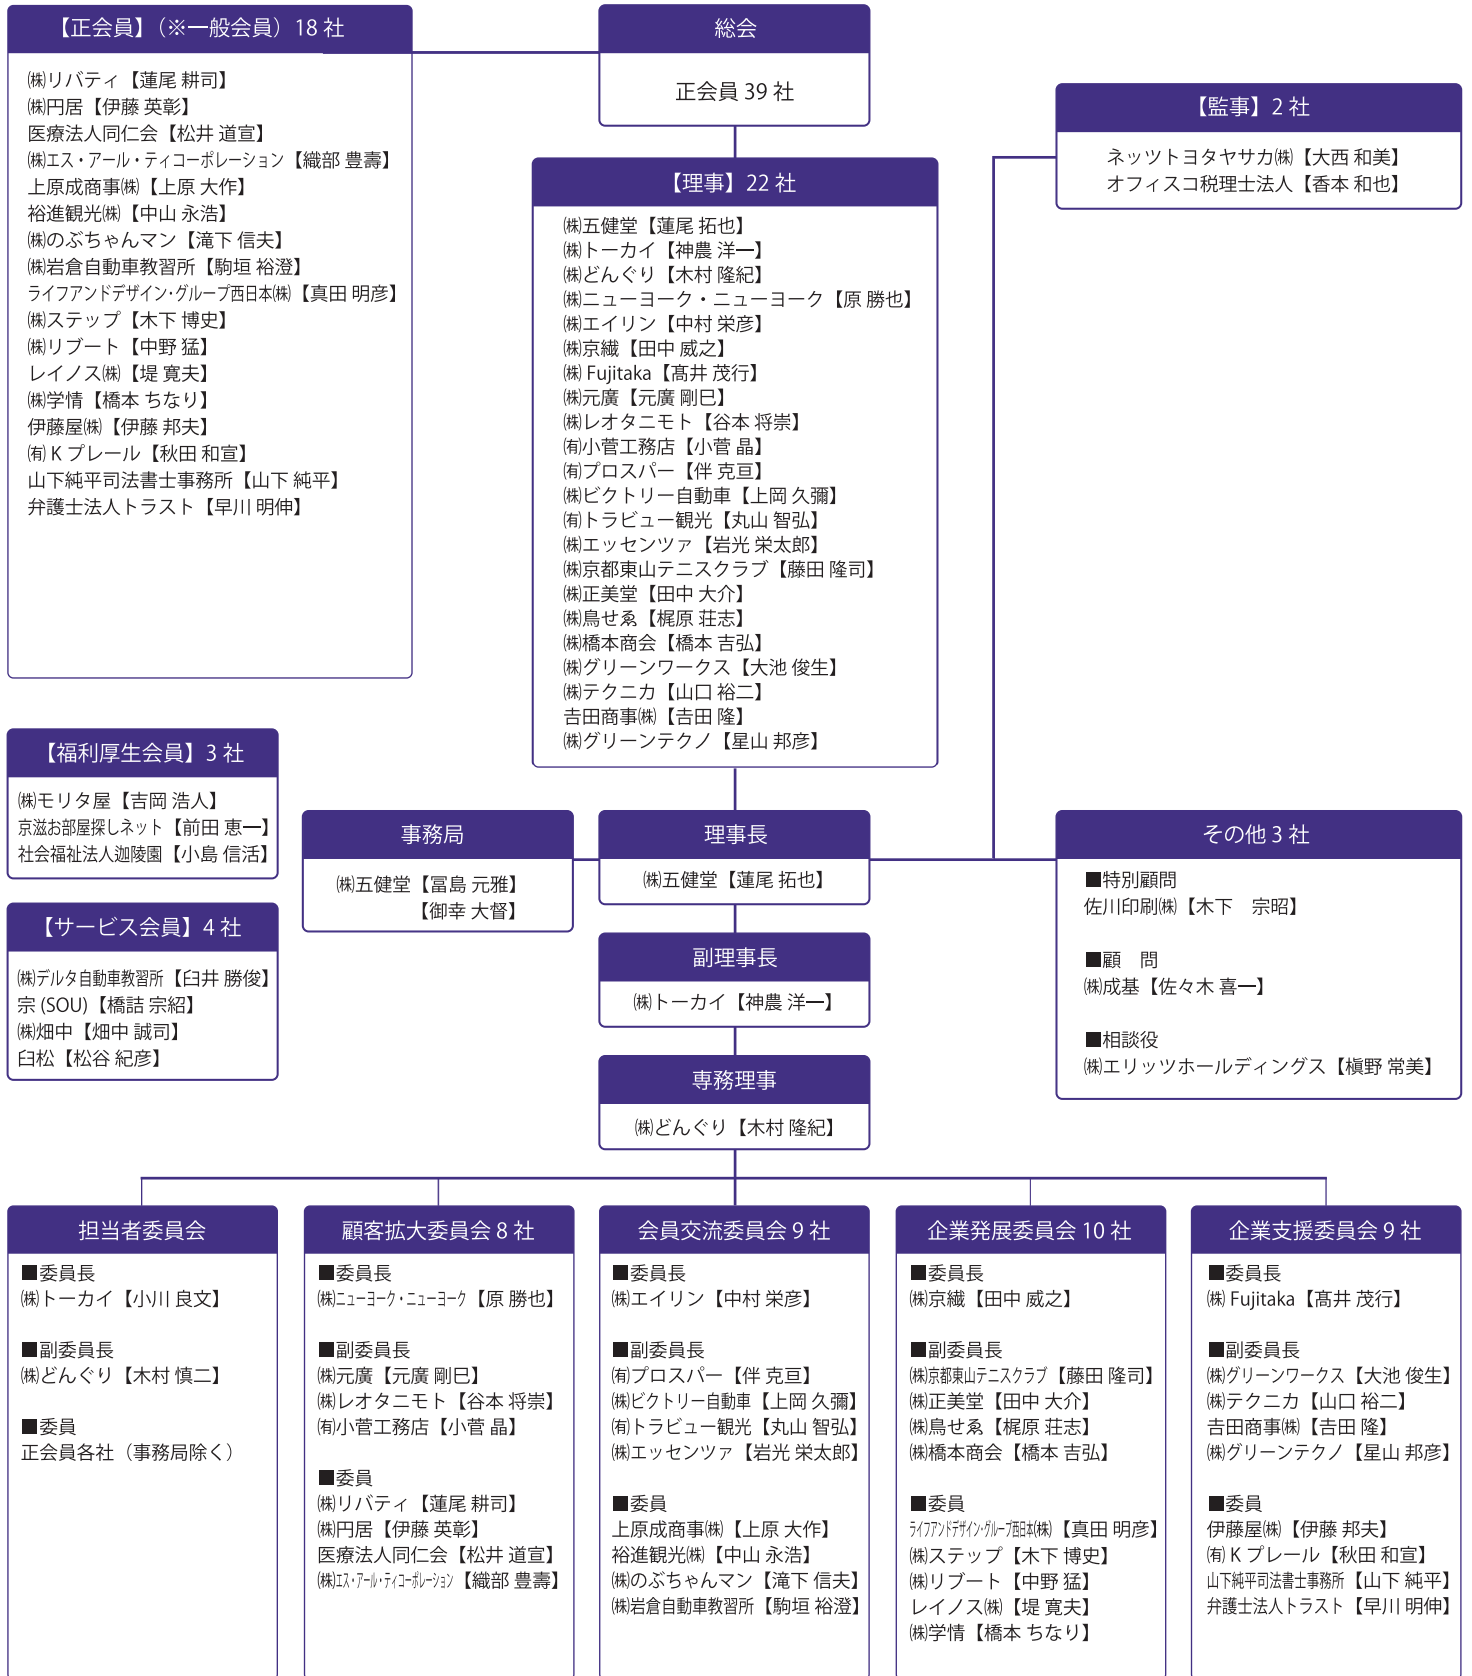 【正会員】（※一般会員）18 社
㈱リバティ【蓮尾 耕司】
㈱円居【伊藤 英彰】
医療法人同仁会【松井 道宣】
㈱エス・アール・ティコーポレーション【織部 豊壽】
上原成商事㈱【上原 大作】
裕進観光㈱【中山 永浩】
㈱のぶちゃんマン【滝下 信夫】
㈱岩倉自動車教習所【駒垣 裕澄】
ライフアンドデザイン・グループ西日本㈱【真田 明彦】
㈱ステップ【木下 博史】
㈱リブート【中野 猛】
レイノス㈱【堤 寛夫】
㈱学情【橋本 ちなり】
伊藤屋㈱【伊藤 邦夫】
㈲ K プレール【秋田 和宣】
山下純平司法書士事務所【山下 純平】
弁護士法人トラスト【早川 明伸】
総会
正会員 39 社
【監事】2 社
ネッツトヨタヤサカ㈱【大西 和美】
オフィスコ税理士法人【香本 和也】
【理事】22 社
㈱五健堂【蓮尾 拓也】
㈱トーカイ【神農 洋一】
㈱どんぐり【木村 隆紀】
㈱ニューヨーク・ニューヨーク【原 勝也】
㈱エイリン【中村 栄彦】
㈱京繊【田中 威之】
㈱ Fujitaka【髙井 茂行】
㈱元廣【元廣 剛巳】
㈱レオタニモト【谷本 将崇】
㈲小菅工務店【小菅 晶】
㈲プロスパー【伴 克亘】
㈱ビクトリー自動車【上岡 久彌】
㈲トラビュー観光【丸山 智弘】
㈱エッセンツァ【岩光 栄太郎】
㈱京都東山テニスクラブ【藤田 隆司】
㈱正美堂【田中 大介】
㈱鳥せゑ【梶原 荘志】
㈱橋本商会【橋本 吉弘】
㈱グリーンワークス【大池 俊生】
㈱テクニカ【山口 裕二】
𠮷田商事㈱【𠮷田 隆】
㈱グリーンテクノ【星山 邦彦】
【福利厚生会員】3 社
㈱モリタ屋【吉岡 浩人】
京滋お部屋探しネット【前田 恵一】
社会福祉法人迦陵園【小島 信活】
【サービス会員】4 社
㈱デルタ自動車教習所【臼井 勝俊】
宗 (SOU)【橋詰 宗紹】
㈱畑中【畑中 誠司】
臼松【松谷 紀彦】
事務局
㈱五健堂【冨島 元雅】
【御幸 大督】
理事長
㈱五健堂【蓮尾 拓也】
副理事長
㈱トーカイ【神農 洋一】
専務理事
㈱どんぐり【木村 隆紀】
その他 3 社
■特別顧問
佐川印刷㈱【木下　宗昭】
■顧　問
㈱成基【佐々木 喜一】
■相談役
㈱エリッツホールディングス【槇野 常美】
担当者委員会
■委員長
㈱トーカイ【小川 良文】
■副委員長
㈱どんぐり【木村 慎二】
■委員
正会員各社（事務局除く）
顧客拡大委員会 8 社
■委員長
㈱ニューヨーク・ニューヨーク【原 勝也】
■副委員長
㈱元廣【元廣 剛巳】
㈱レオタニモト【谷本 将崇】
㈲小菅工務店【小菅 晶】
■委員
㈱リバティ【蓮尾 耕司】
㈱円居【伊藤 英彰】
医療法人同仁会【松井 道宣】
㈱エス・アール・ティコーポレーション【織部 豊壽】
会員交流委員会 9 社
■委員長
㈱エイリン【中村 栄彦】
■副委員長
㈲プロスパー【伴 克亘】
㈱ビクトリー自動車【上岡 久彌】
㈲トラビュー観光【丸山 智弘】
㈱エッセンツァ【岩光 栄太郎】
■委員
上原成商事㈱【上原 大作】
裕進観光㈱【中山 永浩】
㈱のぶちゃんマン【滝下 信夫】
㈱岩倉自動車教習所【駒垣 裕澄】
企業発展委員会 10 社
■委員長
㈱京繊【田中 威之】
■副委員長
㈱京都東山テニスクラブ【藤田 隆司】
㈱正美堂【田中 大介】
㈱鳥せゑ【梶原 荘志】
㈱橋本商会【橋本 吉弘】
■委員
ライフアンドデザイン・グループ西日本㈱【真田 明彦】
㈱ステップ【木下 博史】
㈱リブート【中野 猛】
レイノス㈱【堤 寛夫】
㈱学情【橋本 ちなり】
企業支援委員会 9 社
■委員長
㈱ Fujitaka【髙井 茂行】
■副委員長
㈱グリーンワークス【大池 俊生】
㈱テクニカ【山口 裕二】
𠮷田商事㈱【𠮷田 隆】
㈱グリーンテクノ【星山 邦彦】
■委員
伊藤屋㈱【伊藤 邦夫】
㈲ K プレール【秋田 和宣】
山下純平司法書士事務所【山下 純平】
弁護士法人トラスト【早川 明伸】